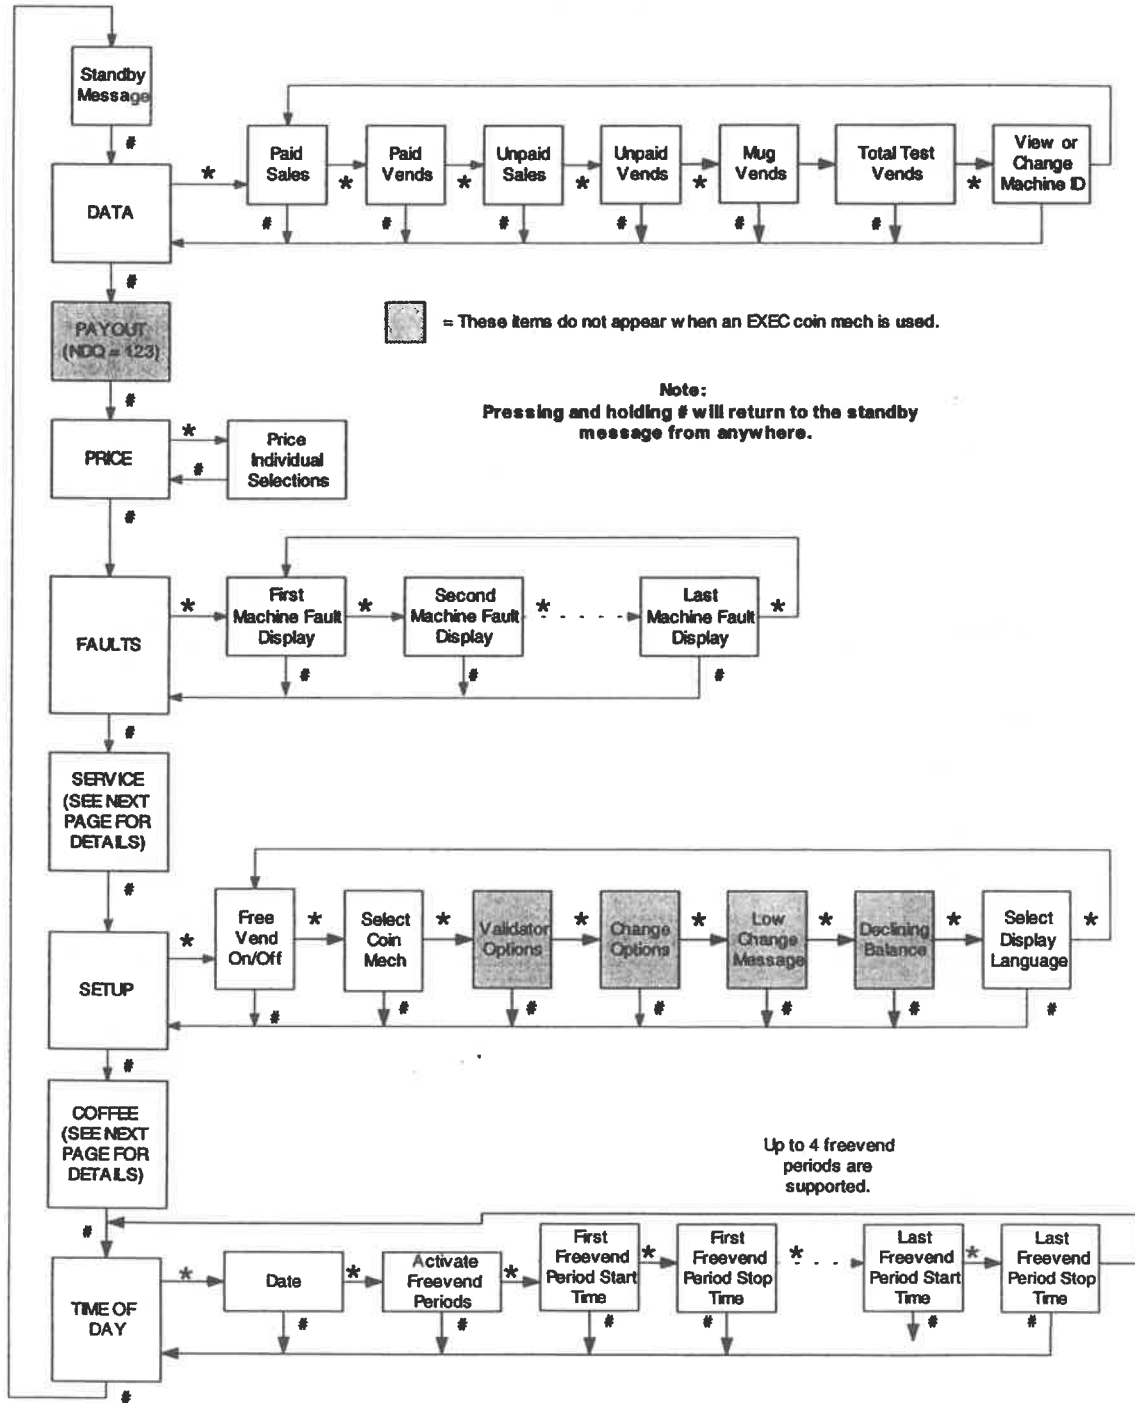 Standby
Message
#
DATA
*
Paid
Sales
*
Paid
Vends
*
Unpaid
Sales
*
Unpaid
Vends
*
Mug
Vends
Total Test
Vends
*
View or
Change
Machine ID
#
#
#
#
#
#
#
PAYOUT
(NDQ = 123)
= These items do not appear when an EXEC coin mech is used.
Note:
Pressing and holding # will return to the standby
message from anywhere.
#
PRICE
*
#
Price
Individual
Selections
#
FAULTS
*
First
Machine Fault
Display
*
Second
Machine Fault
Display
*
Last
Machine Fault
Display
*
#
#
#
#
SERVICE
(SEE NEXT
PAGE FOR
DETAILS)
#
SETUP
*
Free
Vend
On/Off
*
Select
Coin
Mech
*
Validator
Options
*
Change
Options
*
Low
Change
Message
*
Declining
Balance
*
Select
Display
Language
*
#
#
#
#
#
#
#
#
COFFEE
(SEE NEXT
PAGE FOR
DETAILS)
Up to 4 freevend
periods are
supported.
#
TIME OF
DAY
*
Date
*
Activate
Freevend
Periods
*
First
Freevend
Period Start
Time
*
First
Freevend
Period Stop
Time
*
Last
Freevend
Period Start
Time
*
Last
Freevend
Period Stop
Time
#
#
#
#
#
#
#